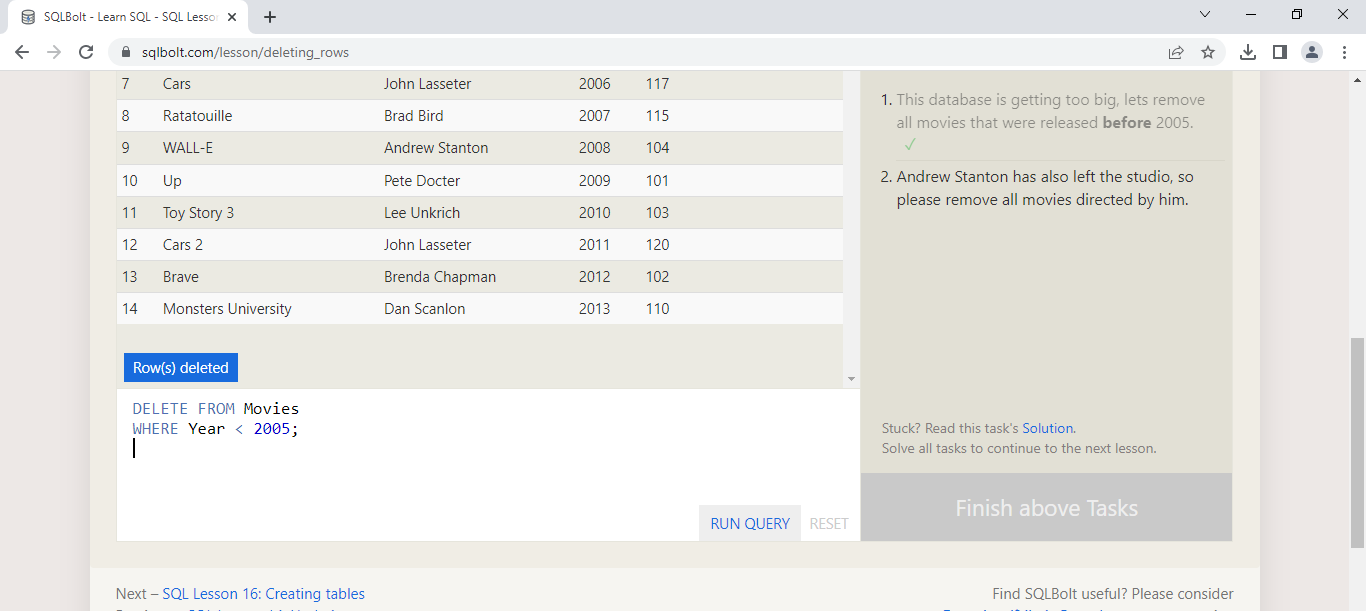 SQLBolt - Learn SQL - SQL Lesso
sqlbolt.com/lesson/deleting_rows
7 Cars John Lasseter 2006 117
8 Ratatouille Brad Bird 2007 115
9 WALL-E Andrew Stanton 2008 104
10 Up Pete Docter 2009 101
11 Toy Story 3 Lee Unkrich 2010 103
12 Cars 2 John Lasseter 2011 120
13 Brave Brenda Chapman 2012 102
14 Monsters University Dan Scanlon 2013 110
Row(s) deleted
DELETE FROM Movies
WHERE Year < 2005;
RUN QUERY RESET
1. This database is getting too big, lets remove
all movies that were released before 2005.
✓
2. Andrew Stanton has also left the studio, so
please remove all movies directed by him.
Stuck? Read this task's Solution.
Solve all tasks to continue to the next lesson.
Finish above Tasks
Next – SQL Lesson 16: Creating tables
Find SQLBolt useful? Please consider